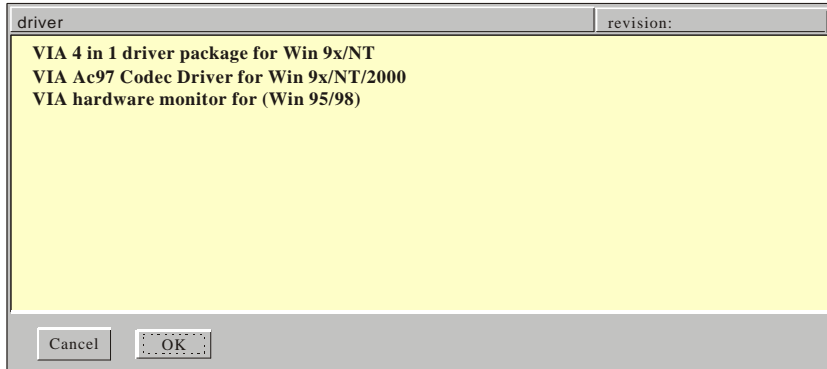 driver revision:
VIA 4 in 1 driver package for Win 9x/NT
VIA Ac97 Codec Driver for Win 9x/NT/2000
VIA hardware monitor for (Win 95/98)
Cancel OK